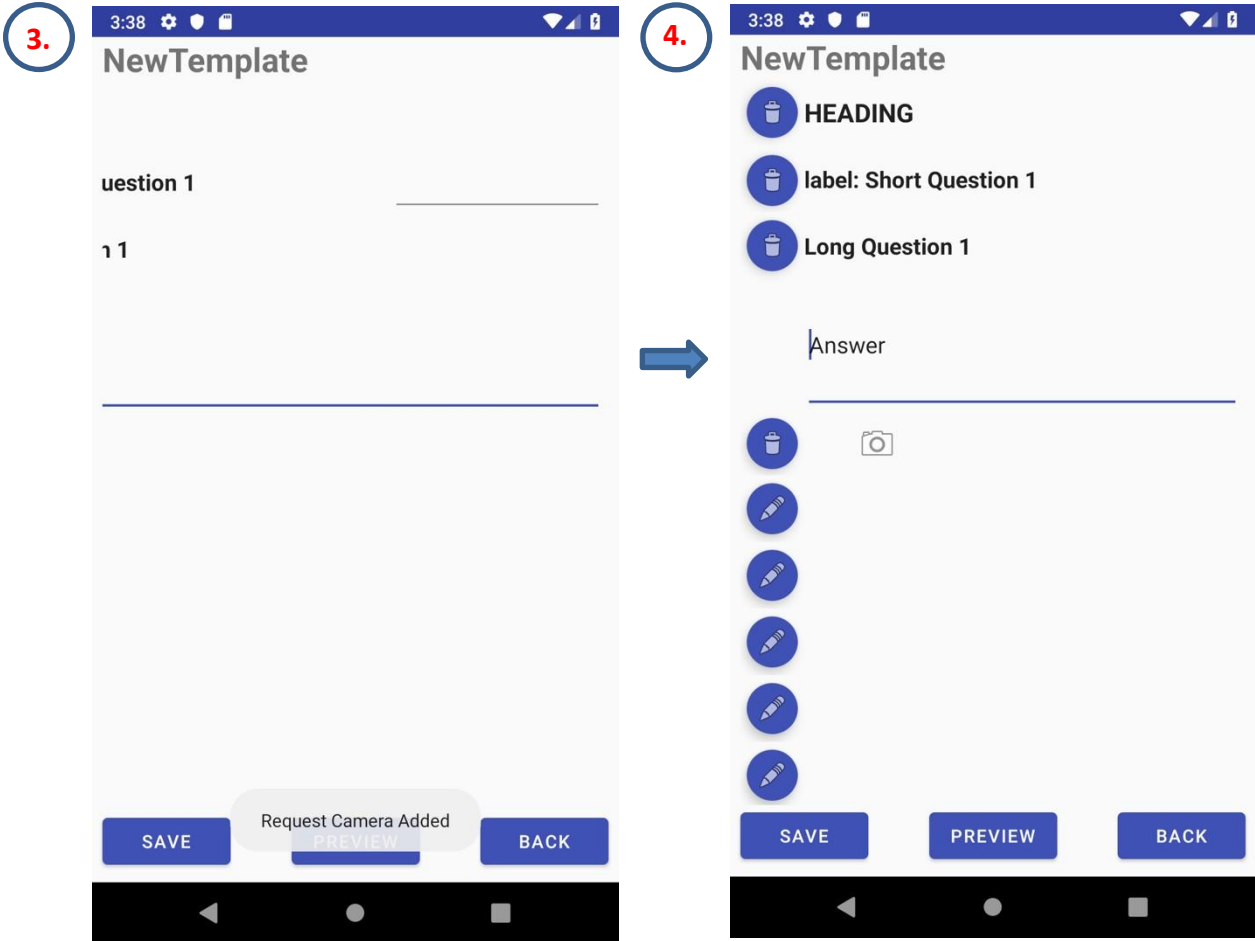 3.
3:38
NewTemplate
uestion 1
n 1
Request Camera Added
SAVE
PREVIEW
BACK
4.
3:38
NewTemplate
HEADING
label: Short Question 1
Long Question 1
Answer
SAVE
PREVIEW
BACK